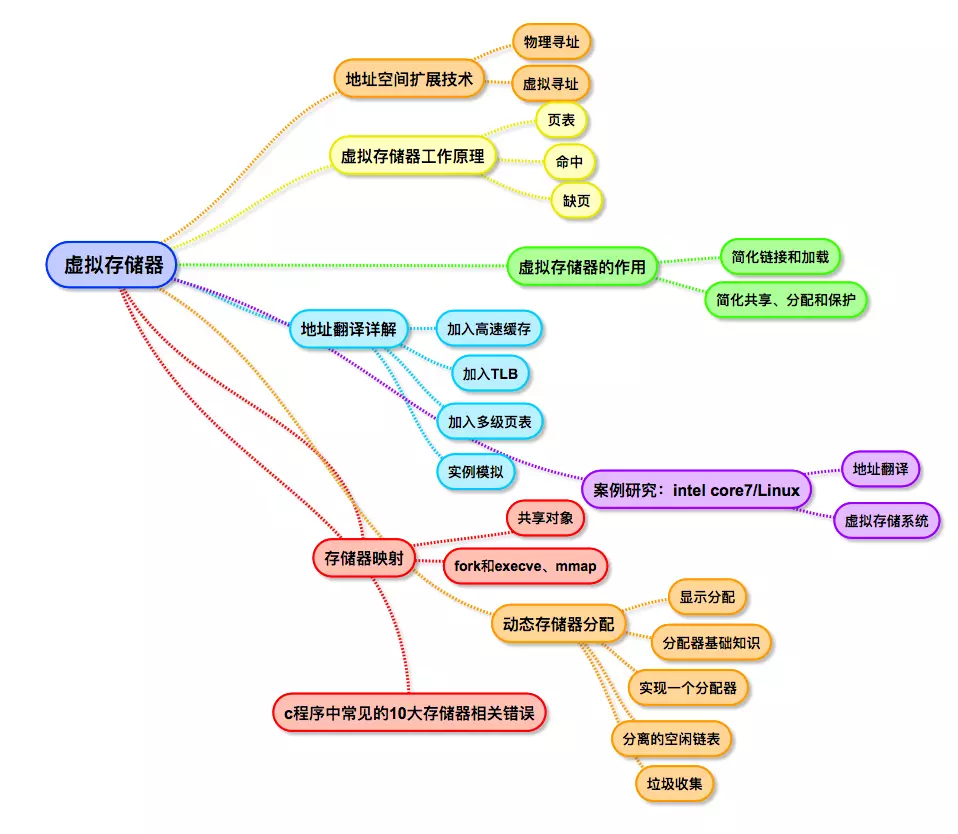 虚拟存储器
地址空间扩展技术
物理寻址
虚拟寻址
虚拟存储器工作原理
页表
命中
缺页
虚拟存储器的作用
简化链接和加载
简化共享、分配和保护
地址翻译详解
加入高速缓存
加入TLB
加入多级页表
实例模拟
案例研究：intel core7/Linux
地址翻译
虚拟存储系统
存储器映射
共享对象
fork和execve、mmap
动态存储器分配
显示分配
分配器基础知识
实现一个分配器
分离的空闲链表
垃圾收集
c程序中常见的10大存储器相关错误